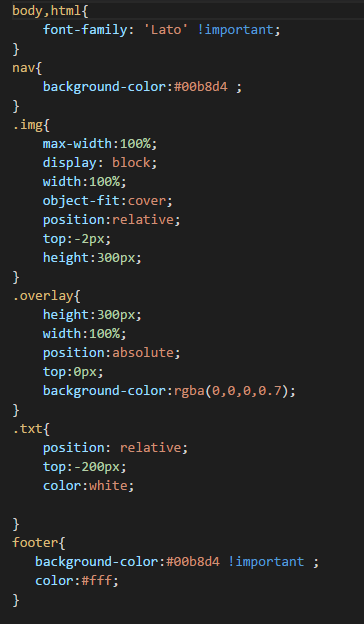 body,html{
    font-family: 'Lato' !important;
}
nav{
    background-color:#00b8d4 ;
}
.img{
    max-width:100%;
    display: block;
    width:100%;
    object-fit:cover;
    position:relative;
    top:-2px;
    height:300px;
}
.overlay{
    height:300px;
    width:100%;
    position:absolute;
    top:0px;
    background-color:rgba(0,0,0,0.7);
}
.txt{
    position: relative;
    top:-200px;
    color:white;

}
footer{
   background-color:#00b8d4 !important ;
   color:#fff;
}